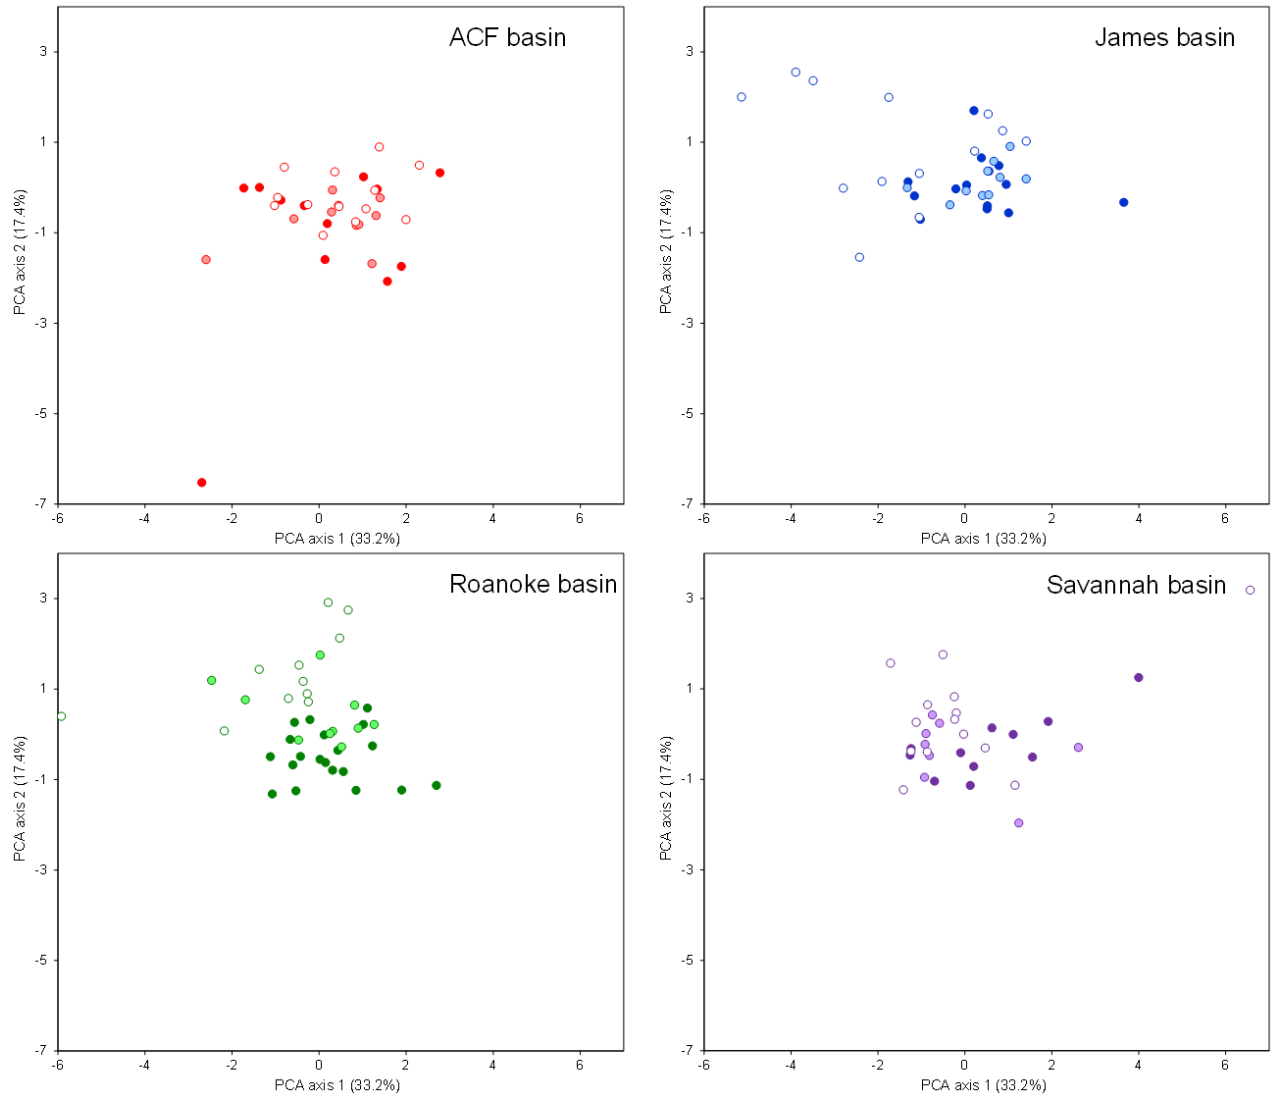 ACF basin
3
1
-1
-3
-5
-7
PCA axis 2 (17.4%)
-6 -4 -2 0 2 4 6
PCA axis 1 (33.2%)
James basin
3
1
-1
-3
-5
-7
PCA axis 2 (17.4%)
-6 -4 -2 0 2 4 6
PCA axis 1 (33.2%)
Roanoke basin
3
1
-1
-3
-5
-7
PCA axis 2 (17.4%)
-6 -4 -2 0 2 4 6
PCA axis 1 (33.2%)
Savannah basin
3
1
-1
-3
-5
-7
PCA axis 2 (17.4%)
-6 -4 -2 0 2 4 6
PCA axis 1 (33.2%)